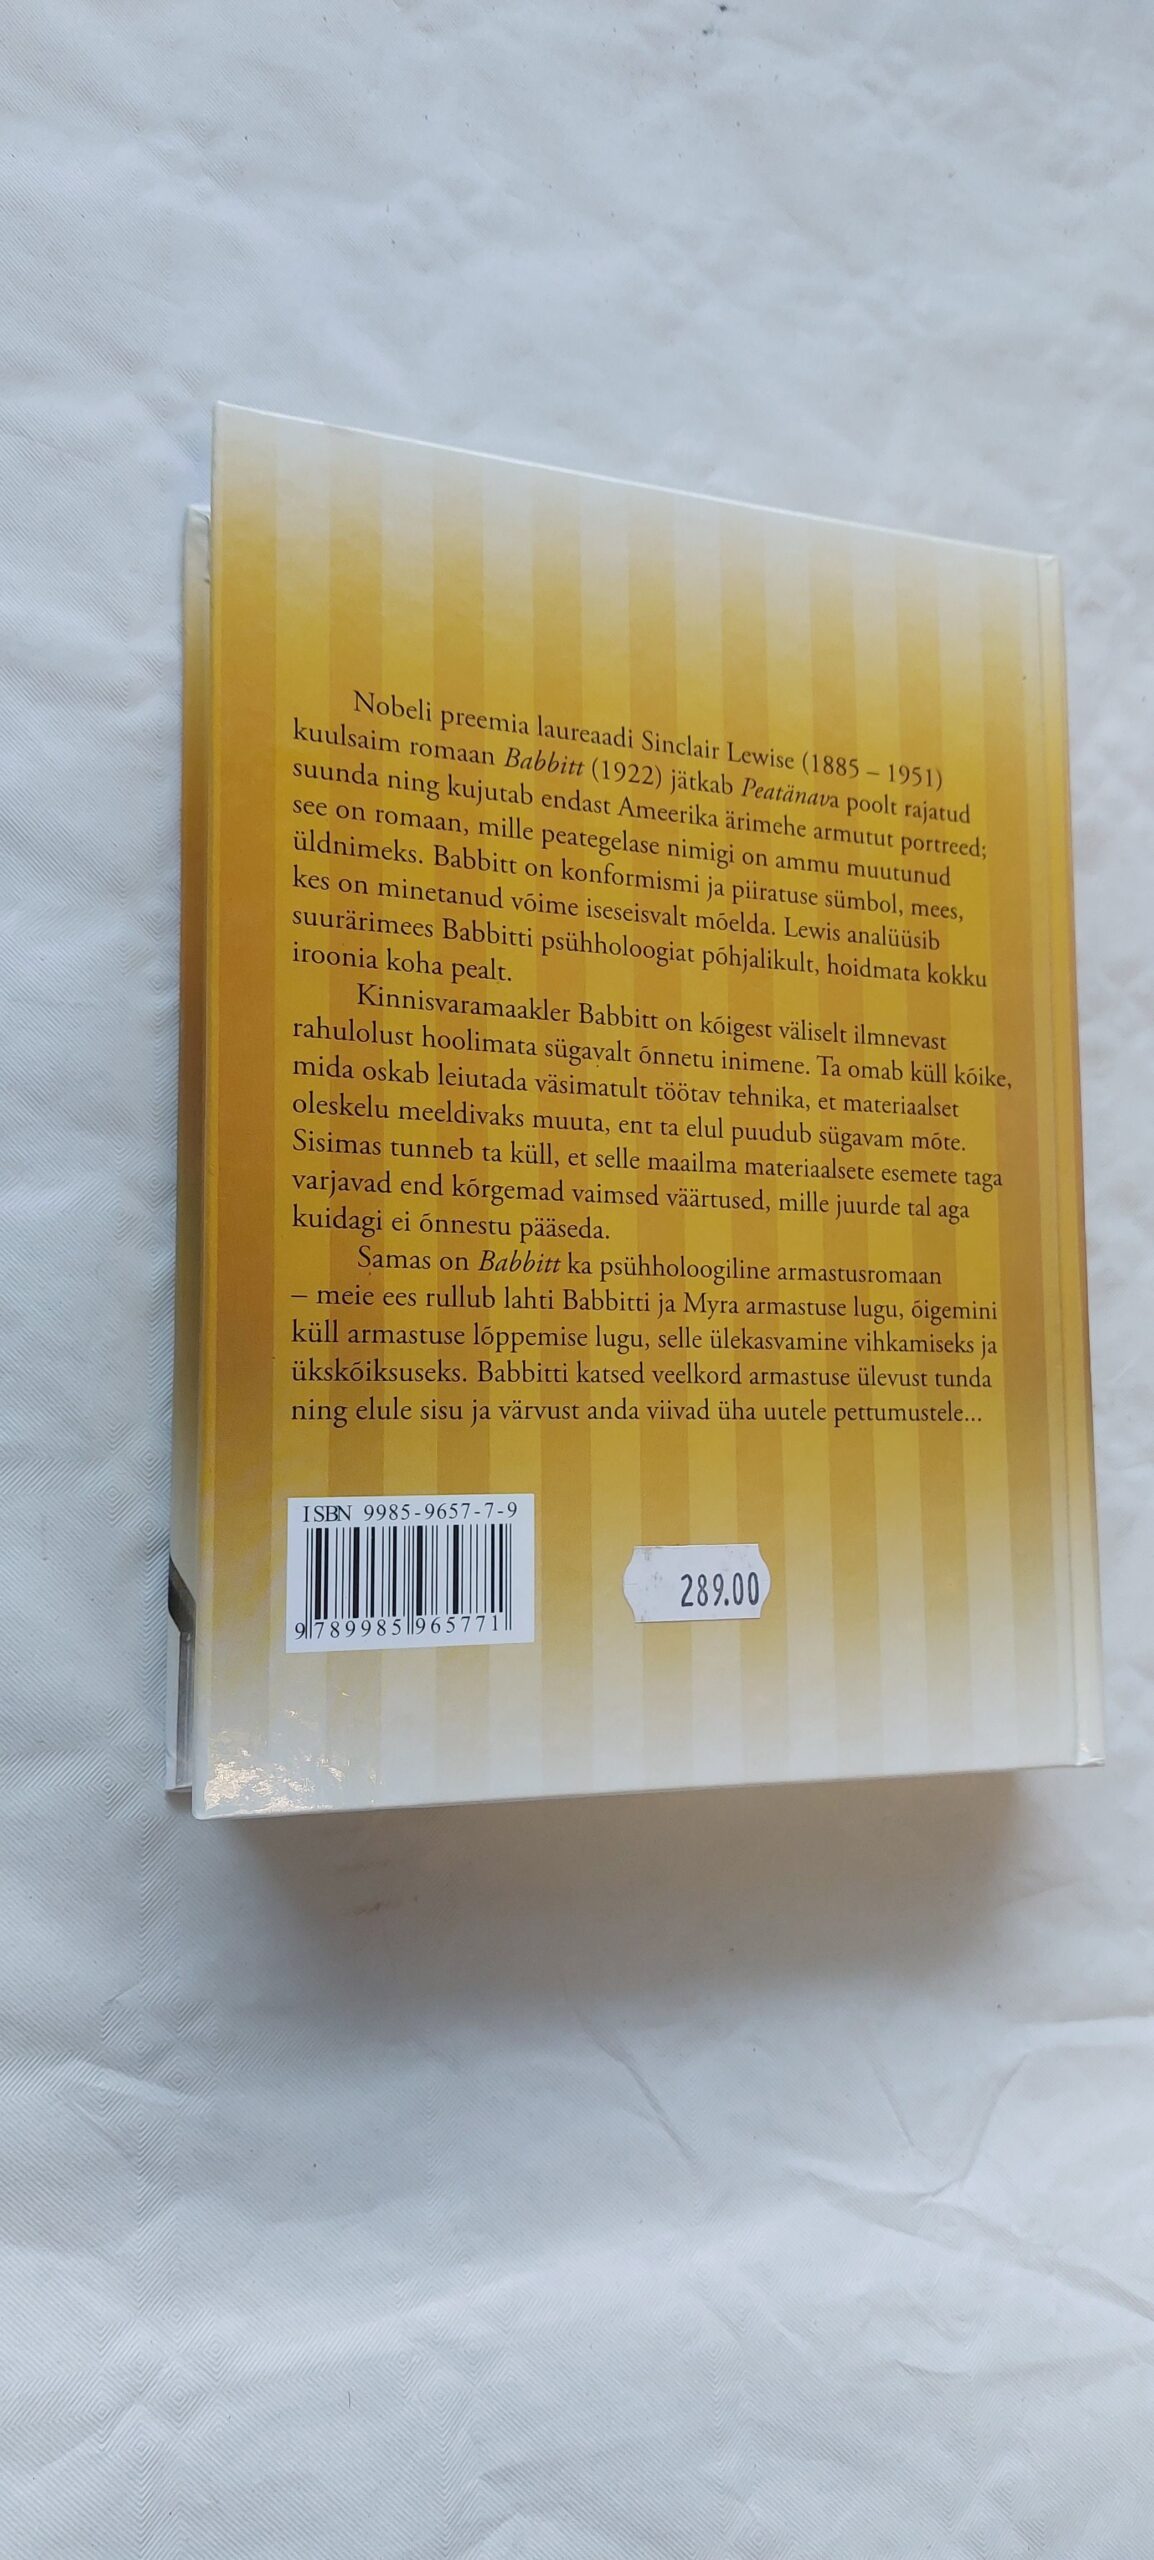 Nobeli preemia laureaadi Sinclair Lewise (1885 – 1951)
kuulsaim romaan Babbitt (1922) jätkab Peatänava poolt rajatud
suunda ning kujutab endast Ameerika ärimehe armutut portreed;
see on romaan, mille peategelase nimigi on ammu muutunud
üldnimeks. Babbitt on konformismi ja piiratuse sümbol, mees,
kes on minetanud võime iseseisvalt mõelda. Lewis analüüsib
suurärimees Babbitti psühholoogiat põhjalikult, hoidmata kokku
iroonia koha pealt.
Kinnisvaramaakler Babbitt on kõigest väliselt ilmnevast
rahulolust hoolimata sügavalt õnnetu inimene. Ta omab küll kõike,
mida oskab leiutada väsimatult töötav tehnika, et materiaalset
oleskelu meeldivaks muuta, ent ta elul puudub sügavam mõte.
Sisimas tunneb ta küll, et selle maailma materiaalsete esemete taga
varjavad end kõrgemad vaimsed väärtused, mille juurde tal aga
kuidagi ei õnnestu pääseda.
Samas on Babbitt ka psühholoogiline armastusromaan
– meie ees rullub lahti Babbitti ja Myra armastuse lugu, õigemini
küll armastuse lõppemise lugu, selle ülekasvamine vihkamiseks ja
ükskõiksuseks. Babbitti katsed veelkord armastuse ülevust tunda
ning elule sisu ja värvust anda viivad üha uutele pettumustele...
ISBN 9985-9657-7-9
9 789985 965771
289.00